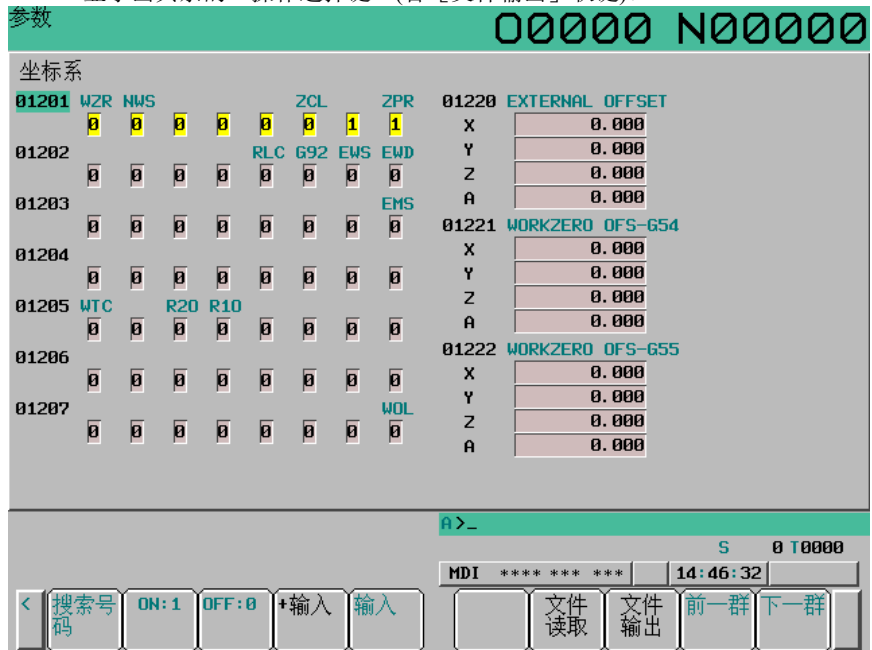 参数
O0000 N00000
坐标系
01201 WZR NWS ZCL ZPR
0 0 0 0 0 0 1 1
01202 RLC G92 EWS EWD
0 0 0 0 0 0 0 0
01203 EMS
0 0 0 0 0 0 0 0
01204
0 0 0 0 0 0 0 0
01205 WTC R2O R1O
0 0 0 0 0 0 0 0
01206
0 0 0 0 0 0 0 0
01207 WOL
0 0 0 0 0 0 0 0
01220 EXTERNAL OFFSET
X 0.000
Y 0.000
Z 0.000
A 0.000
01221 WORKZERO OFS-G54
X 0.000
Y 0.000
Z 0.000
A 0.000
01222 WORKZERO OFS-G55
X 0.000
Y 0.000
Z 0.000
A 0.000
A>_
S 0 T0000
MDI **** *** *** 14:46:32
< 搜索号码 ON:1 OFF:0 +输入 输入 文件读取 文件输出 前一群 下一群